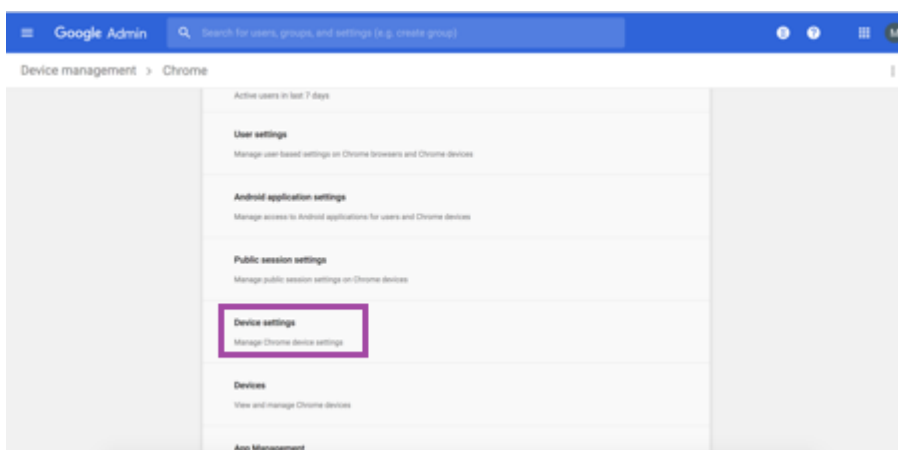 Google Admin
Search for users, groups, and settings (e.g. create group)
Device management > Chrome
Active users in last 7 days
User settings
Manage user-based settings on Chrome browsers and Chrome devices
Android application settings
Manage access to Android applications for users and Chrome devices
Public session settings
Manage public session settings on Chrome devices
Device settings
Manage Chrome device settings
Devices
View and manage Chrome devices
App Management